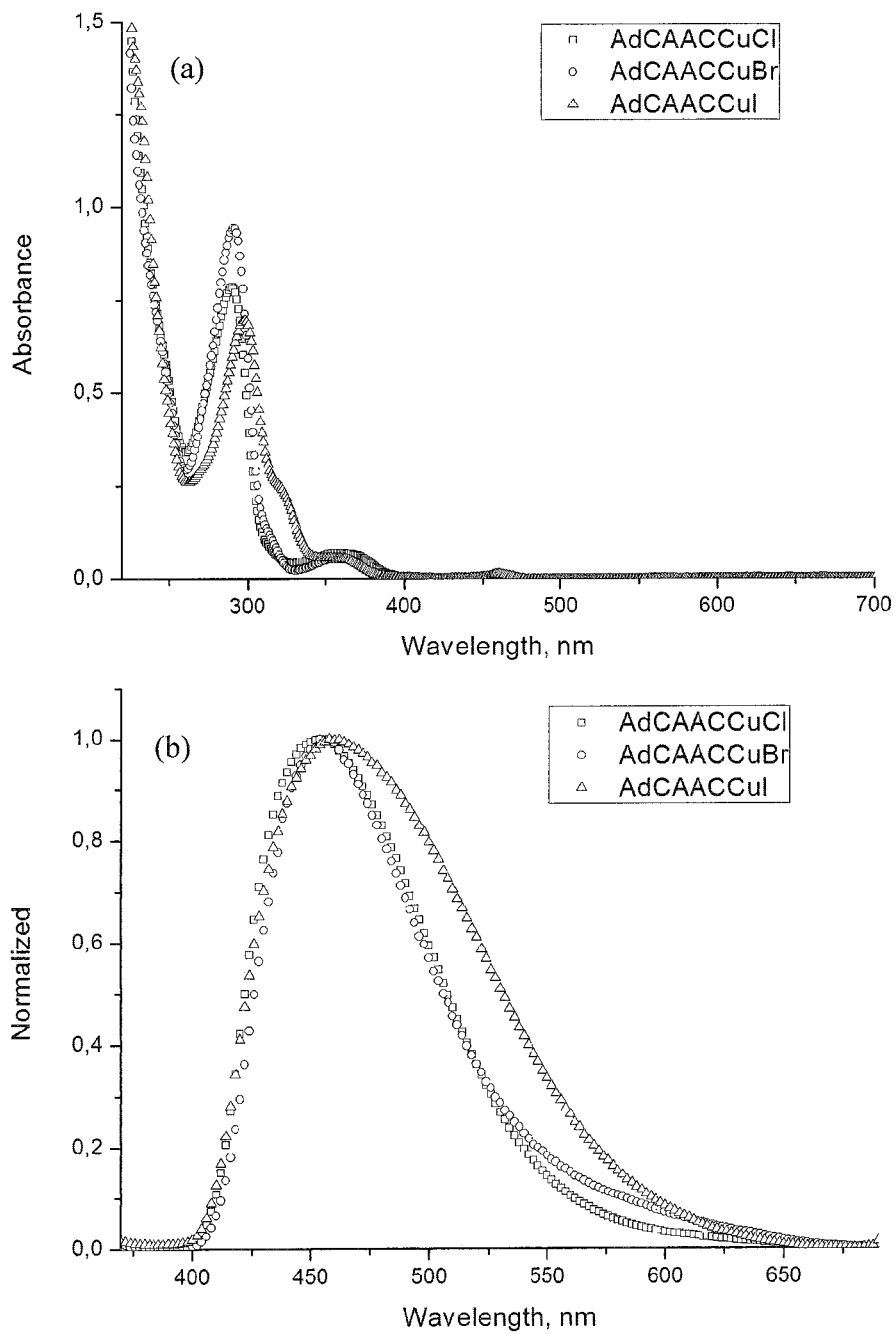 (a)
AdCAACCuCl
AdCAACCuBr
AdCAACCuI
1,5
1,0
0,5
0,0
Absorbance
300
400
500
600
700
Wavelength, nm
(b)
AdCAACCuCl
AdCAACCuBr
AdCAACCuI
1,0
0,8
0,6
0,4
0,2
0,0
Normalized
400
450
500
550
600
650
Wavelength, nm